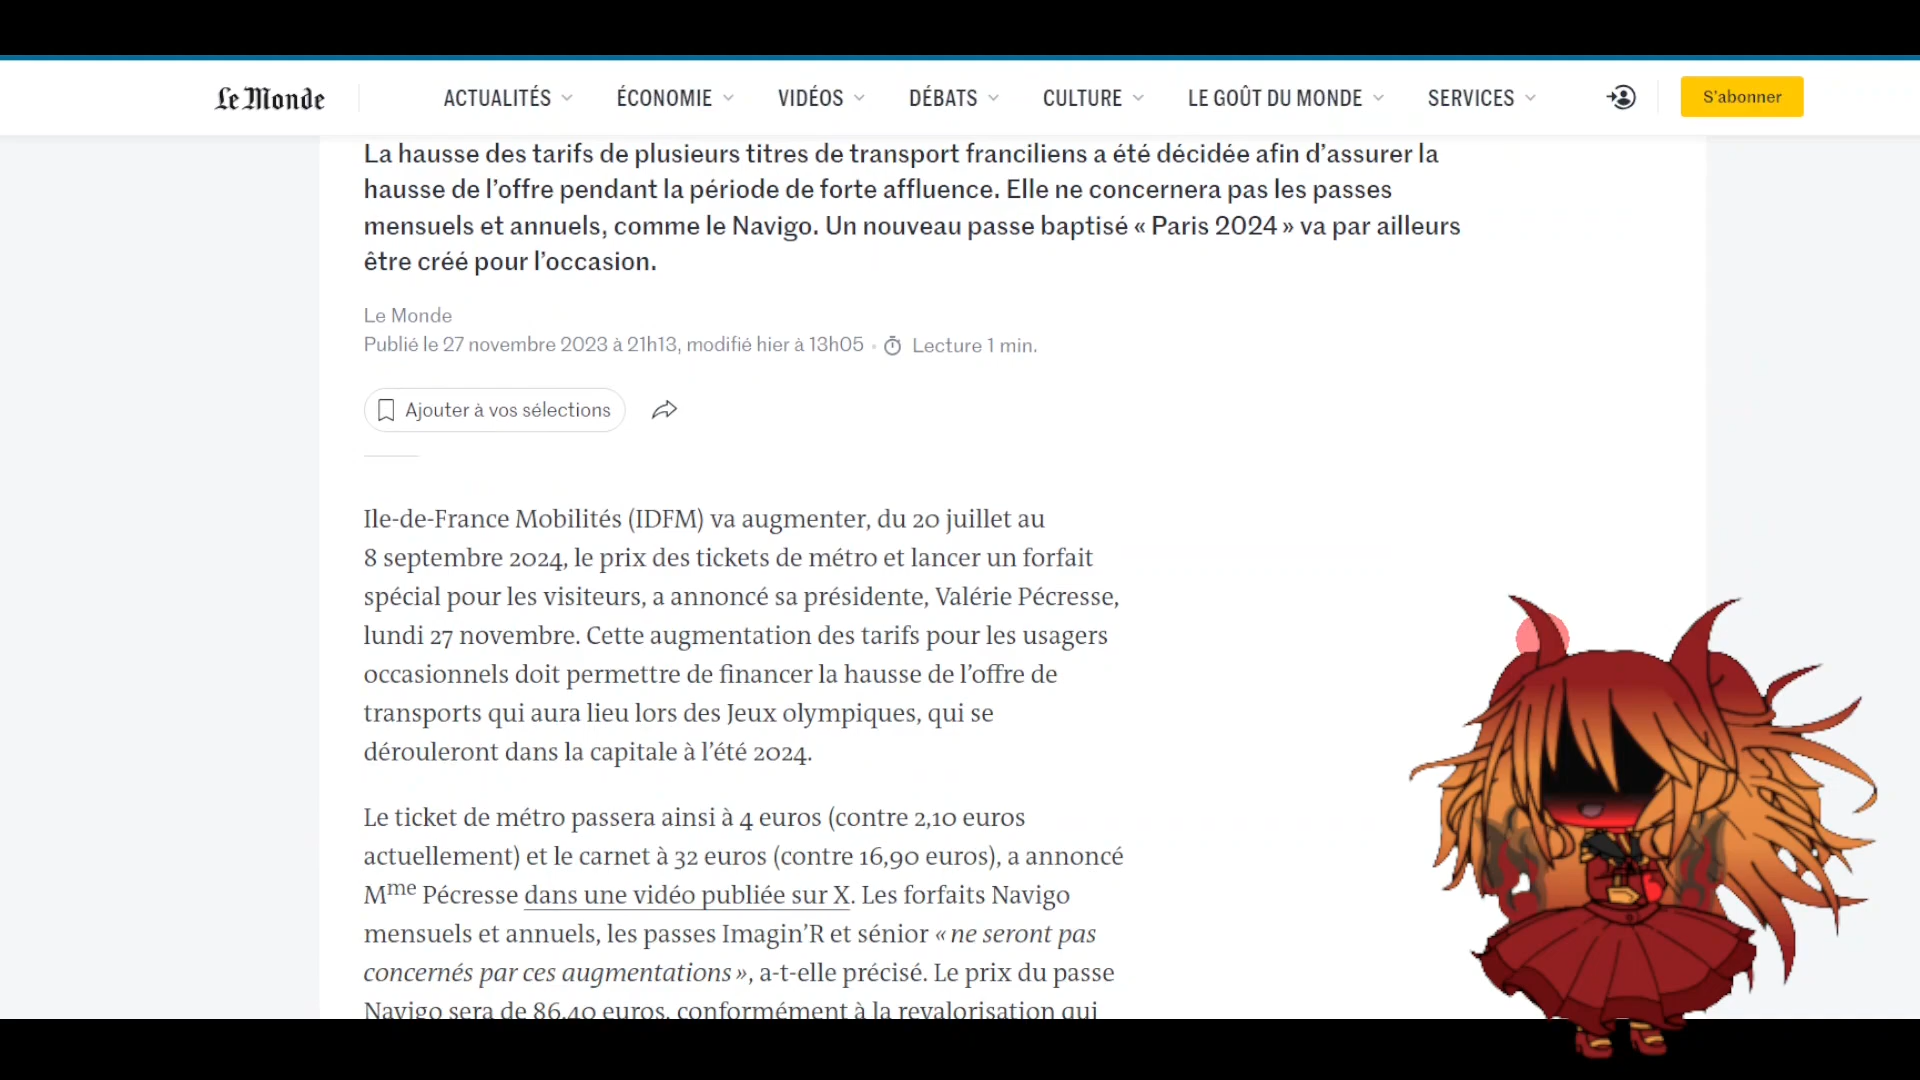 Le Monde
ACTUALITÉS
ÉCONOMIE
VIDÉOS
DÉBATS
CULTURE
LE GOÛT DU MONDE
SERVICES
S'abonner
La hausse des tarifs de plusieurs titres de transport franciliens a été décidée afin d’assurer la
hausse de l’offre pendant la période de forte affluence. Elle ne concernera pas les passes
mensuels et annuels, comme le Navigo. Un nouveau passe baptisé « Paris 2024 » va par ailleurs
être créé pour l’occasion.
Le Monde
Publié le 27 novembre 2023 à 21h13, modifié hier à 13h05 • Lecture 1 min.
Ajouter à vos sélections
Ile-de-France Mobilités (IDFM) va augmenter, du 20 juillet au
8 septembre 2024, le prix des tickets de métro et lancer un forfait
spécial pour les visiteurs, a annoncé sa présidente, Valérie Pécresse,
lundi 27 novembre. Cette augmentation des tarifs pour les usagers
occasionnels doit permettre de financer la hausse de l’offre de
transports qui aura lieu lors des Jeux olympiques, qui se
dérouleront dans la capitale à l’été 2024.
Le ticket de métro passera ainsi à 4 euros (contre 2,10 euros
actuellement) et le carnet à 32 euros (contre 16,90 euros), a annoncé
Mme Pécresse dans une vidéo publiée sur X. Les forfaits Navigo
mensuels et annuels, les passes Imagin’R et sénior « ne seront pas
concernés par ces augmentations », a-t-elle précisé. Le prix du passe
Navigo sera de 86,40 euros, conformément à la revalorisation qui